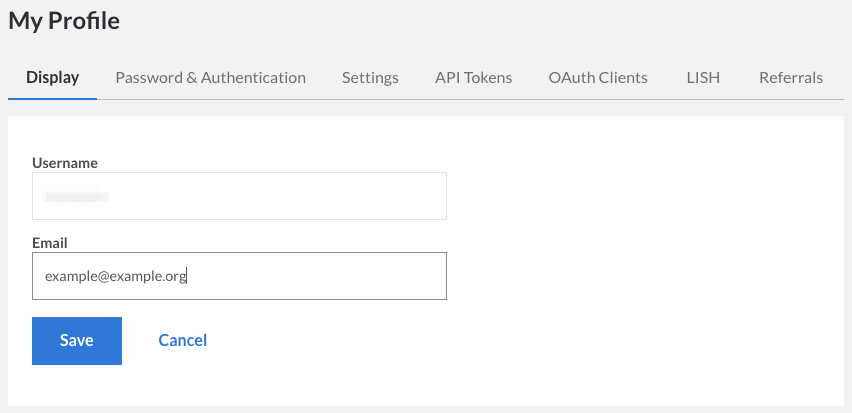 My Profile
Display Password & Authentication Settings API Tokens OAuth Clients LISH Referrals
Username
Email
example@example.org
Save Cancel